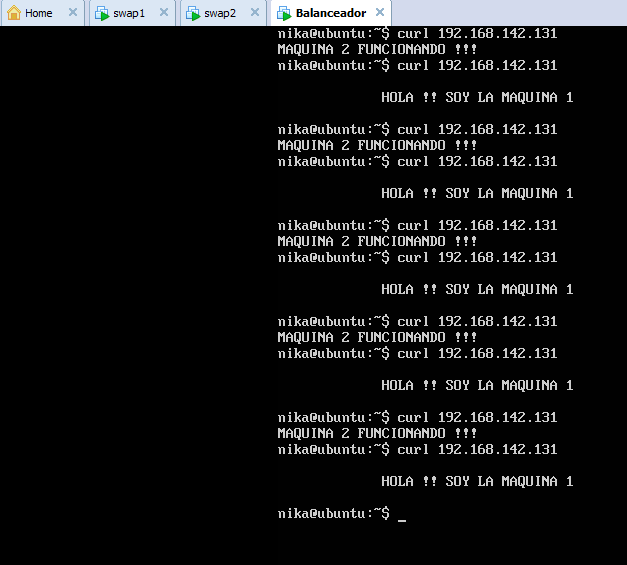 Home swap1 swap2 Balanceador
nika@ubuntu:~$ curl 192.168.142.131
MAQUINA 2 FUNCIONANDO !!!
nika@ubuntu:~$ curl 192.168.142.131
HOLA !! SOY LA MAQUINA 1
nika@ubuntu:~$ curl 192.168.142.131
MAQUINA 2 FUNCIONANDO !!!
nika@ubuntu:~$ curl 192.168.142.131
HOLA !! SOY LA MAQUINA 1
nika@ubuntu:~$ curl 192.168.142.131
MAQUINA 2 FUNCIONANDO !!!
nika@ubuntu:~$ curl 192.168.142.131
HOLA !! SOY LA MAQUINA 1
nika@ubuntu:~$ curl 192.168.142.131
MAQUINA 2 FUNCIONANDO !!!
nika@ubuntu:~$ curl 192.168.142.131
HOLA !! SOY LA MAQUINA 1
nika@ubuntu:~$ curl 192.168.142.131
MAQUINA 2 FUNCIONANDO !!!
nika@ubuntu:~$ curl 192.168.142.131
HOLA !! SOY LA MAQUINA 1
nika@ubuntu:~$ _